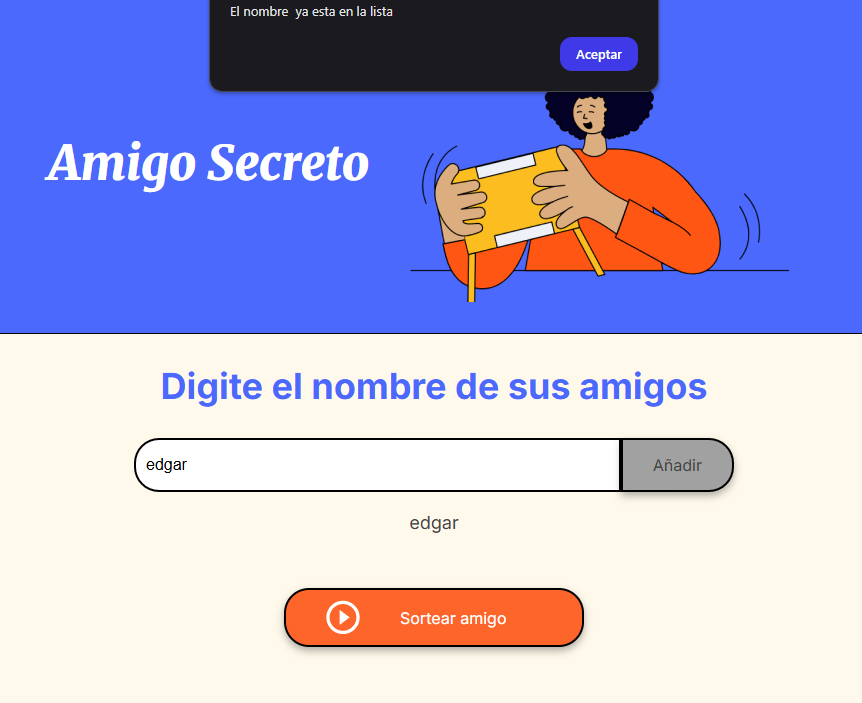 El nombre  ya esta en la lista
Aceptar
Amigo Secreto
Digite el nombre de sus amigos
edgar
Añadir
edgar
Sortear amigo